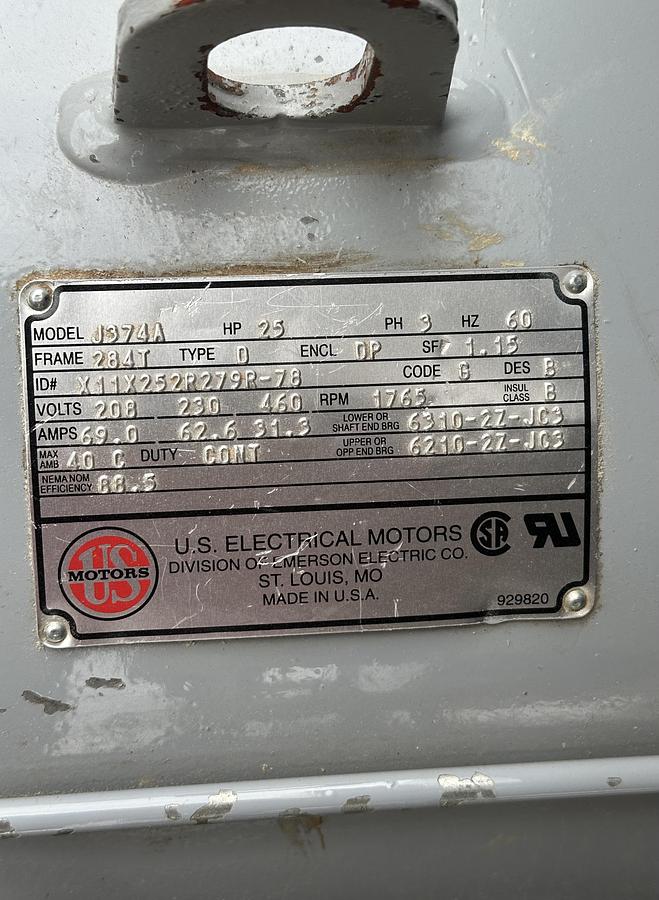 MODEL J374A HP 25 PH 3 HZ 60
FRAME 284T TYPE D ENCL DP SF 1.15
ID# X11X252R279R-78 CODE G DES B
VOLTS 208 230 460 RPM 1765 INSUL CLASS B
AMPS 69.0 62.6 31.3 LOWER OR SHAFT END BRG 6310-2Z-JC3
MAX AMB 40 C DUTY CONT UPPER OR OPP END BRG 6210-2Z-JC3
NEMA NOM EFFICIENCY 88.5
US MOTORS
U.S. ELECTRICAL MOTORS
DIVISION OF EMERSON ELECTRIC CO.
ST. LOUIS, MO
MADE IN U.S.A.
SA
RU
929820